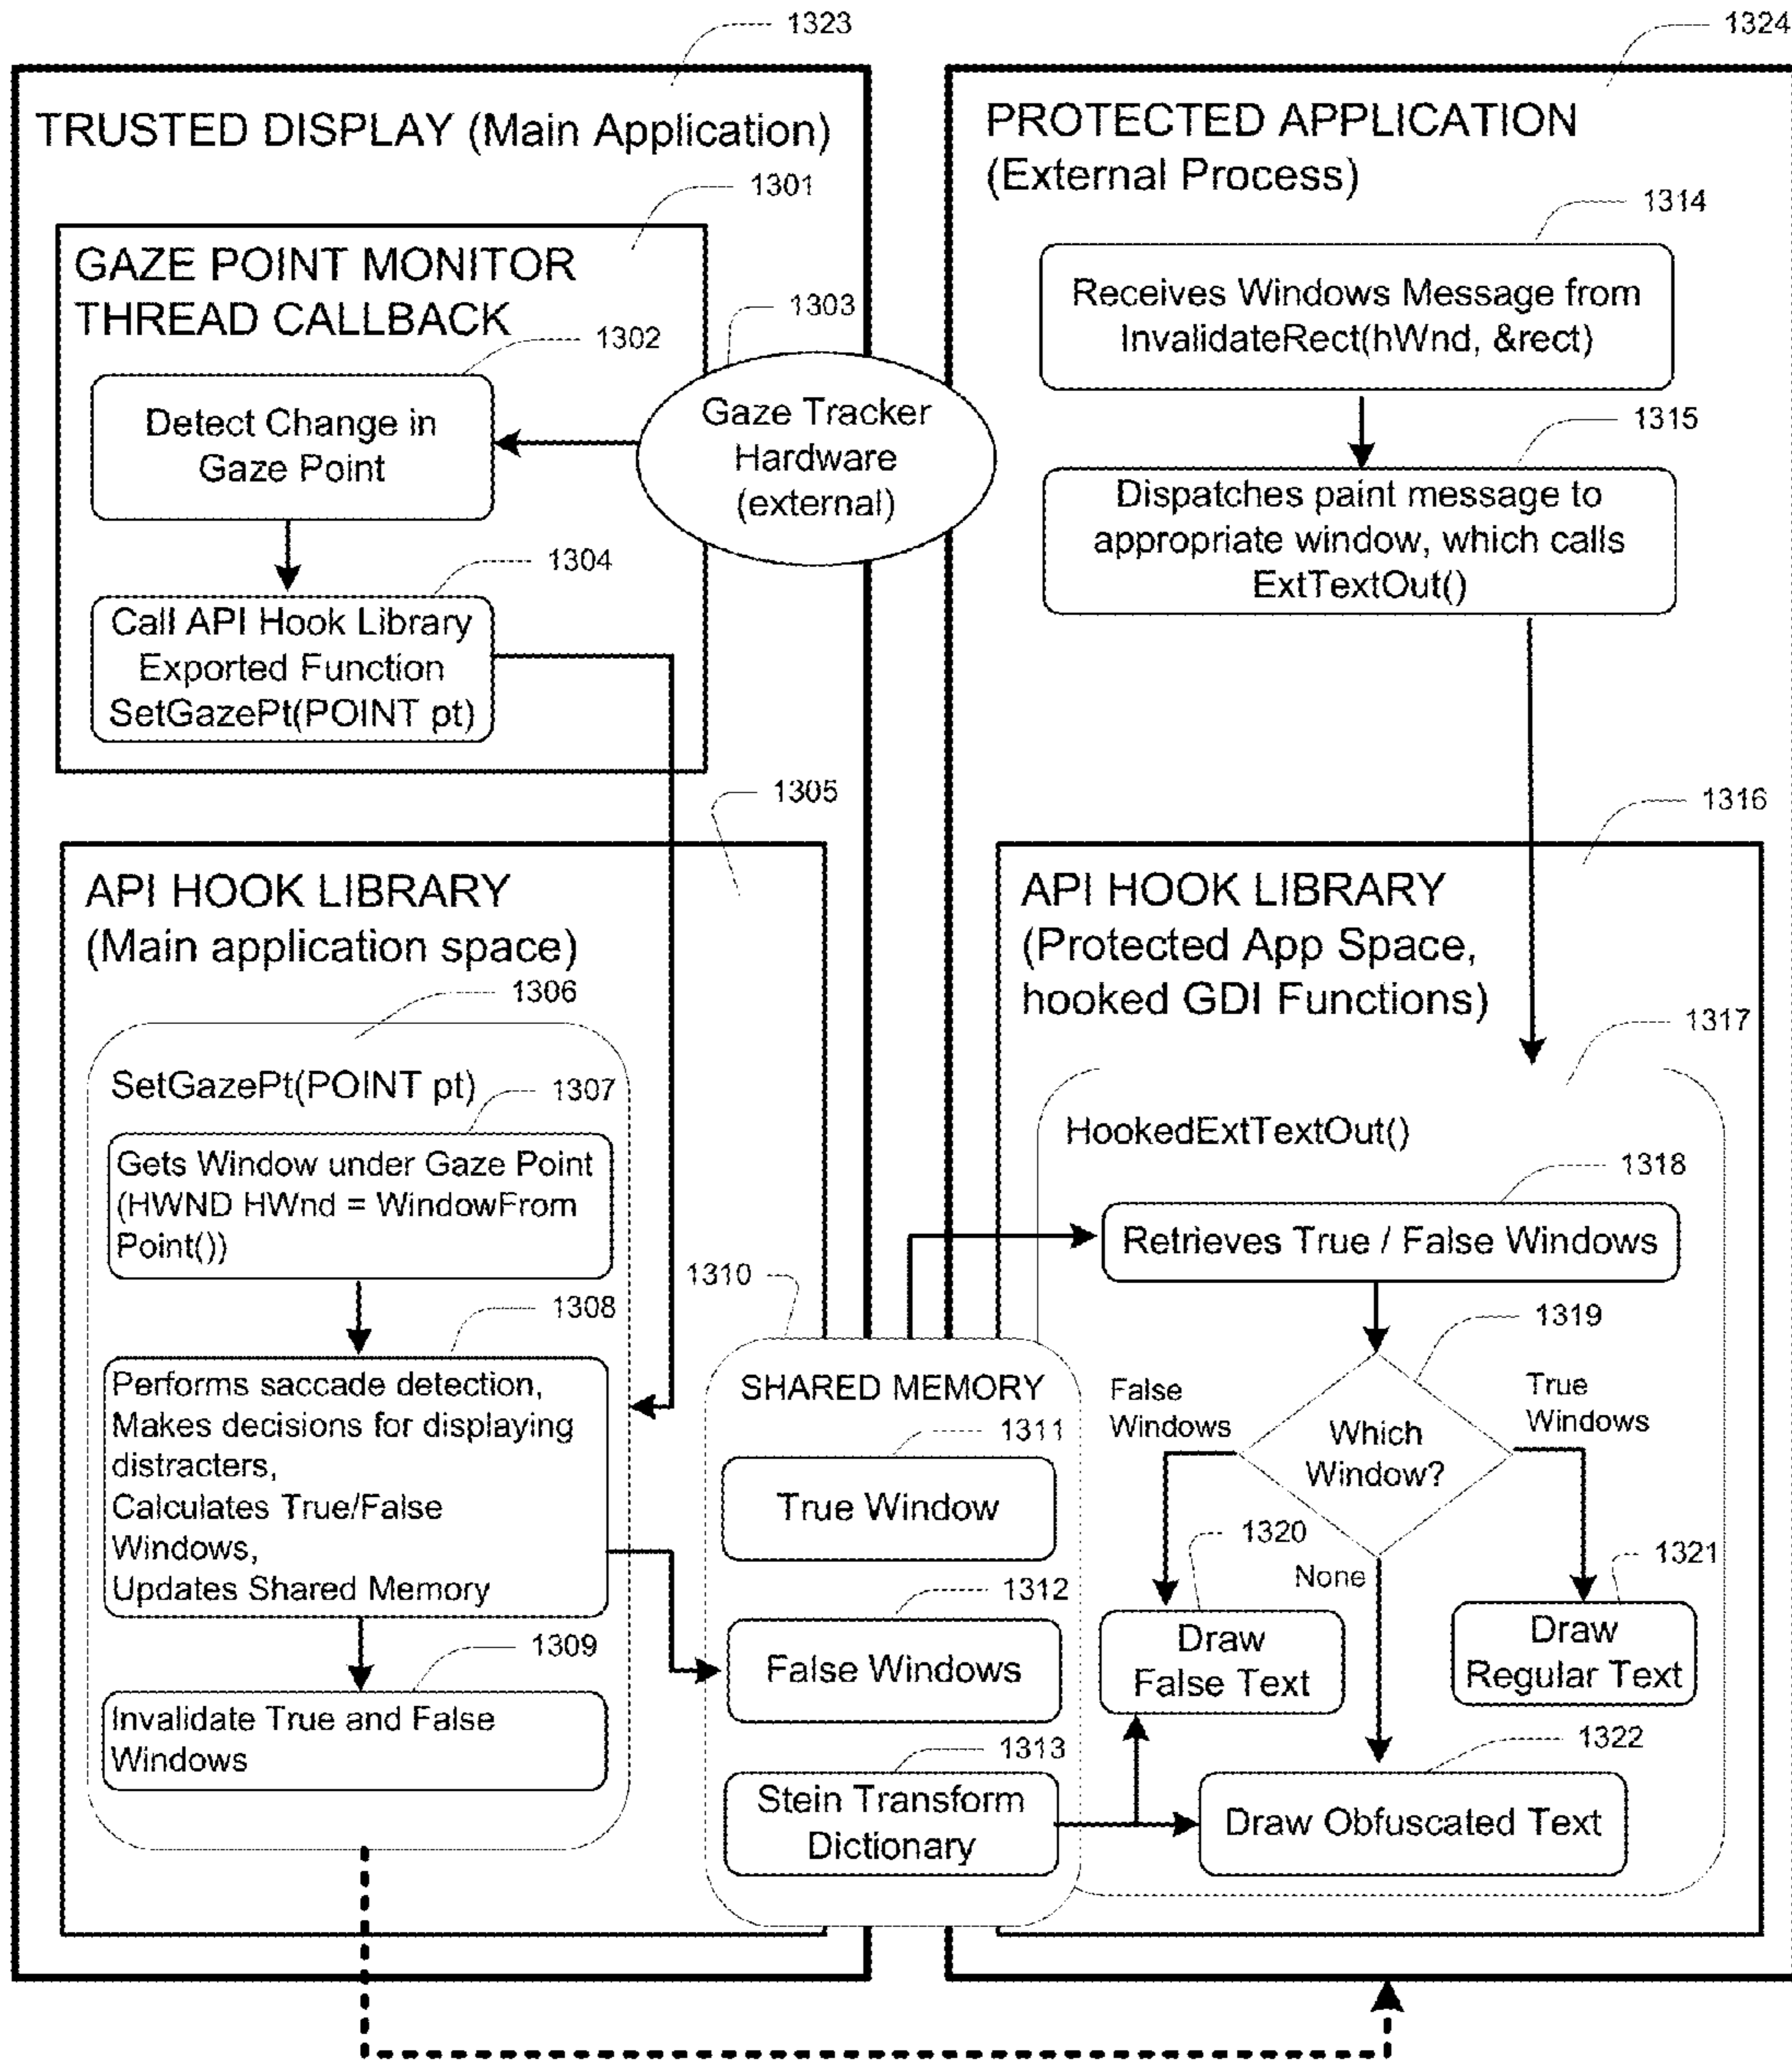 1323
1324
TRUSTED DISPLAY (Main Application)
1301
GAZE POINT MONITOR
THREAD CALLBACK
1302
1303
Detect Change in
Gaze Point
Gaze Tracker
Hardware
(external)
1304
Call API Hook Library
Exported Function
SetGazePt(POINT pt)
PROTECTED APPLICATION
(External Process)
1314
Receives Windows Message from
InvalidateRect(hWnd, &rect)
1315
Dispatches paint message to
appropriate window, which calls
ExtTextOut()
1305
API HOOK LIBRARY
(Main application space)
1306
SetGazePt(POINT pt)
1307
Gets Window under Gaze Point
(HWND HWnd = WindowFrom
Point())
1308
Performs saccade detection,
Makes decisions for displaying
distracters,
Calculates True/False
Windows,
Updates Shared Memory
1309
Invalidate True and False
Windows
1310
SHARED MEMORY
1311
True Window
1312
False Windows
1313
Stein Transform
Dictionary
1316
API HOOK LIBRARY
(Protected App Space,
hooked GDI Functions)
1317
HookedExtTextOut()
1318
Retrieves True / False Windows
1319
False
Windows
True
Windows
Which
Window?
1320
None
1321
Draw
False Text
Draw
Regular Text
1322
Draw Obfuscated Text